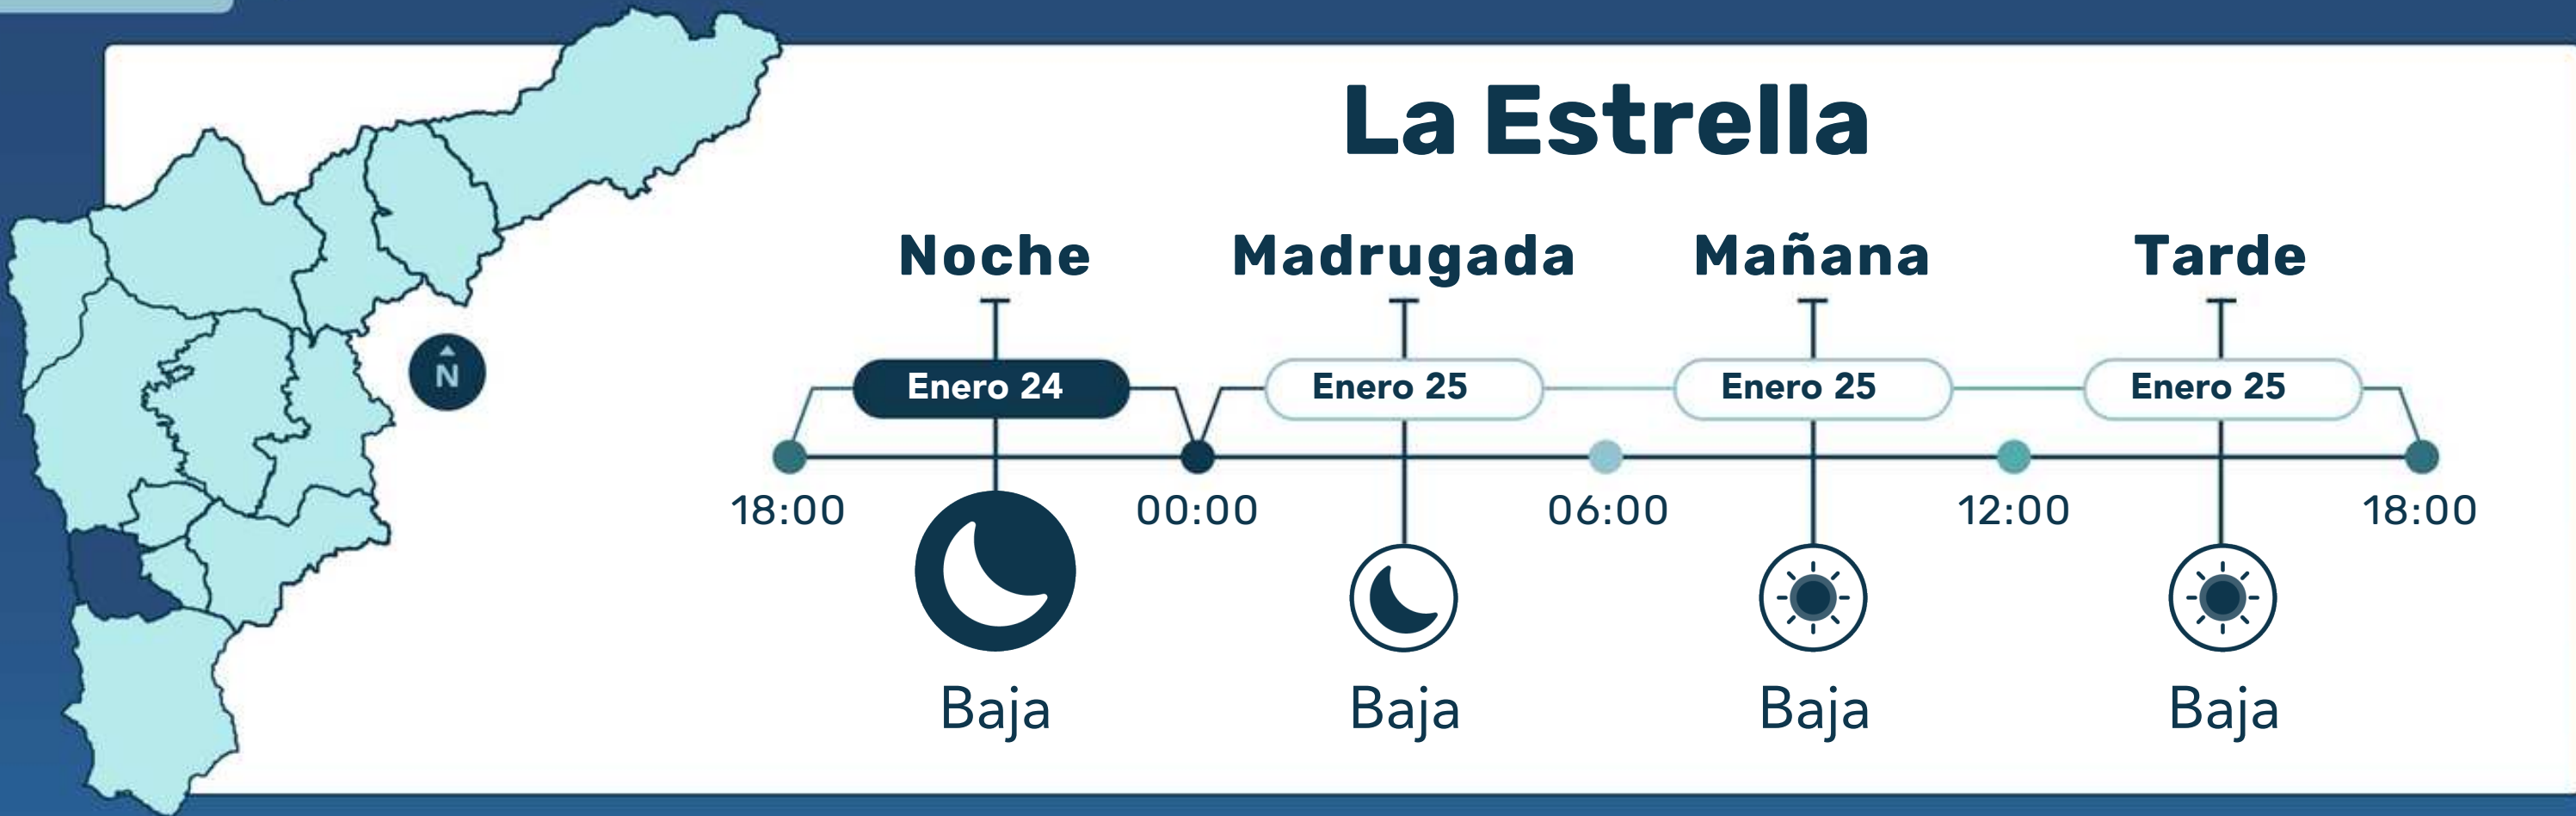 La Estrella
Noche Madrugada Mañana Tarde
N
Enero 24 Enero 25 Enero 25 Enero 25
18:00 00:00 06:00 12:00 18:00
Baja Baja Baja Baja